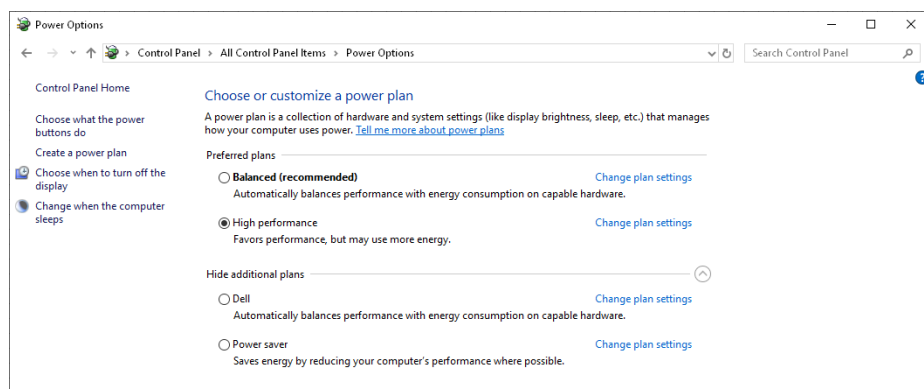 Power Options
Control Panel > All Control Panel Items > Power Options
Search Control Panel
Control Panel Home
Choose what the power
buttons do
Create a power plan
Choose when to turn off the
display
Change when the computer
sleeps
Choose or customize a power plan
A power plan is a collection of hardware and system settings (like display brightness, sleep, etc.) that manages
how your computer uses power. Tell me more about power plans
Preferred plans
Balanced (recommended) Change plan settings
Automatically balances performance with energy consumption on capable hardware.
High performance Change plan settings
Favors performance, but may use more energy.
Hide additional plans
Dell Change plan settings
Automatically balances performance with energy consumption on capable hardware.
Power saver Change plan settings
Saves energy by reducing your computer's performance where possible.